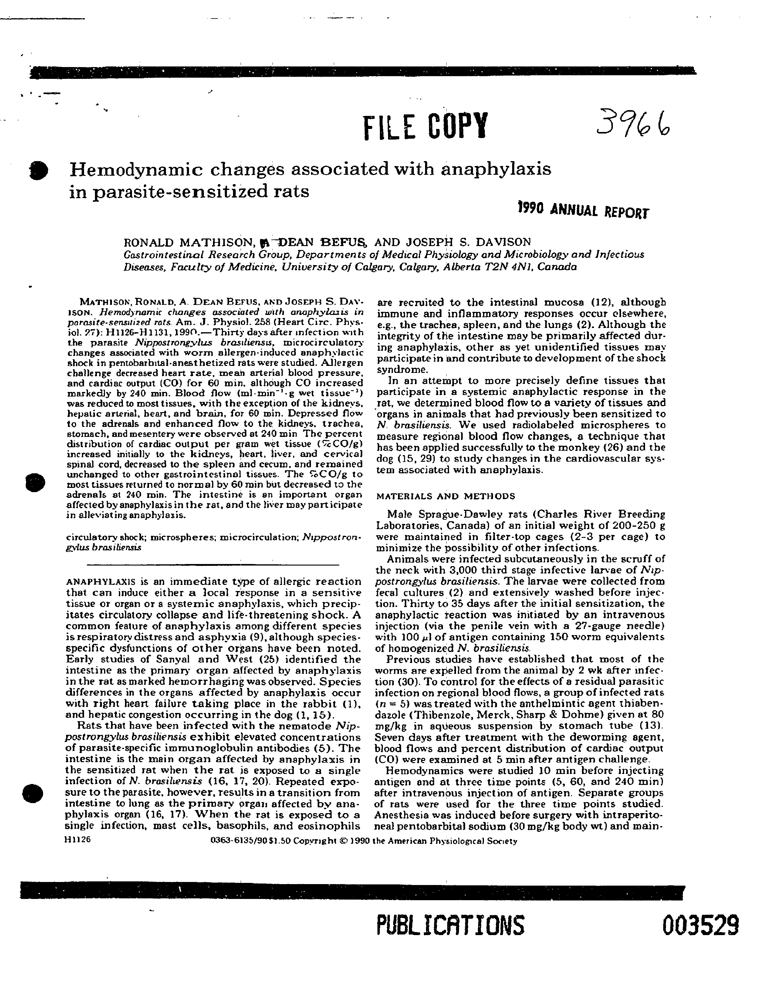 FILE COPY
3966
Hemodynamic changes associated with anaphylaxis
in parasite-sensitized rats
1990 ANNUAL REPORT
RONALD MATHISON, A. DEAN BEFUS, AND JOSEPH S. DAVISON
Gastrointestinal Research Group, Departments of Medical Physiology and Microbiology and Infectious
Diseases, Faculty of Medicine, University of Calgary, Calgary, Alberta T2N 4N1, Canada
MATHISON, RONALD, A. DEAN BEFUS, AND JOSEPH S. DAV-
ISON. Hemodynamic changes associated with anaphylaxis in
parasite-sensitized rats. Am. J. Physiol. 258 (Heart Circ. Phys-
iol. 27): H1126-H1131, 1990.—Thirty days after infection with
the parasite Nippostrongylus brasiliensis, microcirculatory
changes associated with worm allergen-induced anaphylactic
shock in pentobarbital-anesthetized rats were studied. Allergen
challenge decreased heart rate, mean arterial blood pressure,
and cardiac output (CO) for 60 min, although CO increased
markedly by 240 min. Blood flow (ml·min⁻¹·g wet tissue⁻¹)
was reduced to most tissues, with the exception of the kidneys,
hepatic arterial, heart, and brain, for 60 min. Depressed flow
to the adrenals and enhanced flow to the kidneys, trachea,
stomach, and mesentery were observed at 240 min The percent
distribution of cardiac output per gram wet tissue (%CO/g)
increased initially to the kidneys, heart, liver, and cervical
spinal cord, decreased to the spleen and cecum, and remained
unchanged to other gastrointestinal tissues. The %CO/g to
most tissues returned to normal by 60 min but decreased to the
adrenals at 240 min. The intestine is an important organ
affected by anaphylaxis in the rat, and the liver may participate
in alleviating anaphylaxis.
circulatory shock; microspheres; microcirculation; Nippostron-
gylus brasiliensis
ANAPHYLAXIS is an immediate type of allergic reaction
that can induce either a local response in a sensitive
tissue or organ or a systemic anaphylaxis, which precip-
itates circulatory collapse and life-threatening shock. A
common feature of anaphylaxis among different species
is respiratory distress and asphyxia (9), although species-
specific dysfunctions of other organs have been noted.
Early studies of Sanyal and West (25) identified the
intestine as the primary organ affected by anaphylaxis
in the rat as marked hemorrhaging was observed. Species
differences in the organs affected by anaphylaxis occur
with right heart failure taking place in the rabbit (1),
and hepatic congestion occurring in the dog (1, 15).
Rats that have been infected with the nematode Nip-
postrongylus brasiliensis exhibit elevated concentrations
of parasite-specific immunoglobulin antibodies (5). The
intestine is the main organ affected by anaphylaxis in
the sensitized rat when the rat is exposed to a single
infection of N. brasiliensis (16, 17, 20). Repeated expo-
sure to the parasite, however, results in a transition from
intestine to lung as the primary organ affected by ana-
phylaxis organ (16, 17). When the rat is exposed to a
single infection, mast cells, basophils, and eosinophils
are recruited to the intestinal mucosa (12), although
immune and inflammatory responses occur elsewhere,
e.g., the trachea, spleen, and the lungs (2). Although the
integrity of the intestine may be primarily affected dur-
ing anaphylaxis, other as yet unidentified tissues may
participate in and contribute to development of the shock
syndrome.
In an attempt to more precisely define tissues that
participate in a systemic anaphylactic response in the
rat, we determined blood flow to a variety of tissues and
organs in animals that had previously been sensitized to
N. brasiliensis. We used radiolabeled microspheres to
measure regional blood flow changes, a technique that
has been applied successfully to the monkey (26) and the
dog (15, 29) to study changes in the cardiovascular sys-
tem associated with anaphylaxis.
MATERIALS AND METHODS
Male Sprague-Dawley rats (Charles River Breeding
Laboratories, Canada) of an initial weight of 200-250 g
were maintained in filter-top cages (2-3 per cage) to
minimize the possibility of other infections.
Animals were infected subcutaneously in the scruff of
the neck with 3,000 third stage infective larvae of Nip-
postrongylus brasiliensis. The larvae were collected from
fecal cultures (2) and extensively washed before injec-
tion. Thirty to 35 days after the initial sensitization, the
anaphylactic reaction was initiated by an intravenous
injection (via the penile vein with a 27-gauge needle)
with 100 μl of antigen containing 150 worm equivalents
of homogenized N. brasiliensis.
Previous studies have established that most of the
worms are expelled from the animal by 2 wk after infec-
tion (30). To control for the effects of a residual parasitic
infection on regional blood flows, a group of infected rats
(n = 5) was treated with the anthelmintic agent thiaben-
dazole (Thibenzole, Merck, Sharp & Dohme) given at 80
mg/kg in aqueous suspension by stomach tube (13).
Seven days after treatment with the deworming agent,
blood flows and percent distribution of cardiac output
(CO) were examined at 5 min after antigen challenge.
Hemodynamics were studied 10 min before injecting
antigen and at three time points (5, 60, and 240 min)
after intravenous injection of antigen. Separate groups
of rats were used for the three time points studied.
Anesthesia was induced before surgery with intraperito-
neal pentobarbital sodium (30 mg/kg body wt) and main-
H1126
0363-6135/90 $1.50 Copyright © 1990 the American Physiological Society
PUBLICATIONS
003529